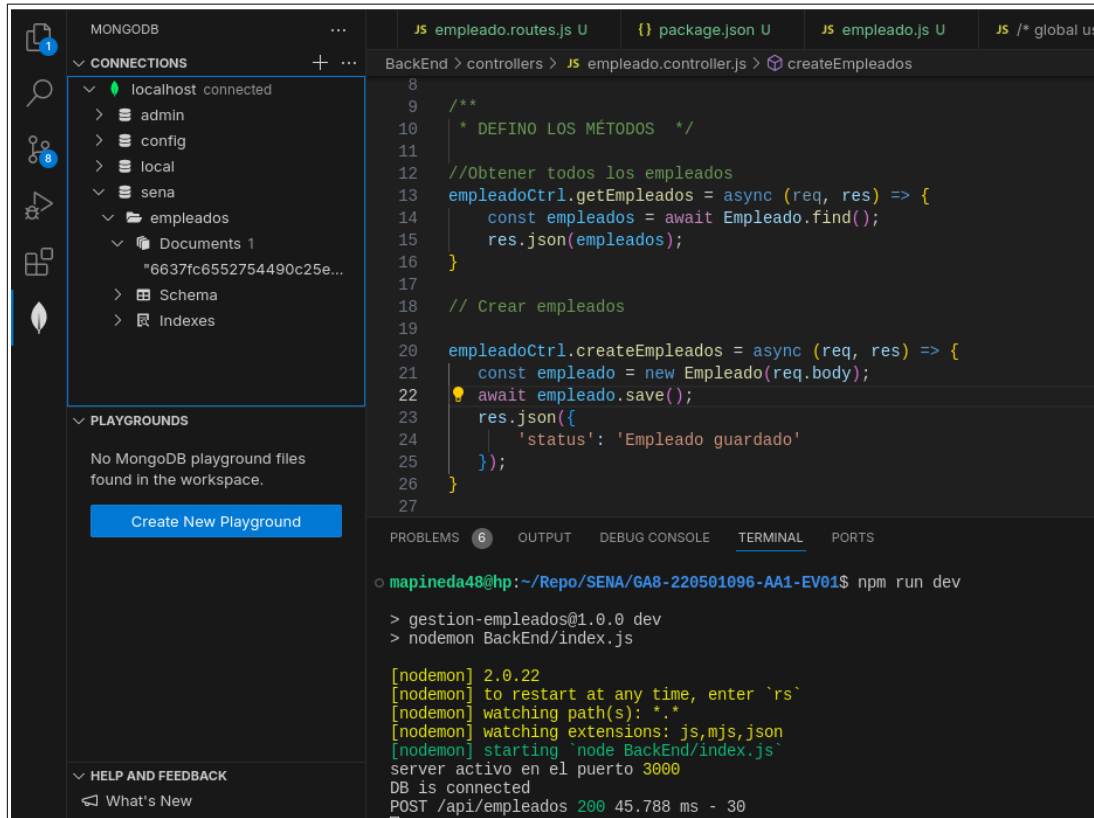 MONGODB
···
CONNECTIONS
localhost connected
admin
config
local
sena
empleados
Documents 1
"6637fc6552754490c25e...
Schema
Indexes
PLAYGROUNDS
No MongoDB playground files
found in the workspace.
Create New Playground
HELP AND FEEDBACK
What's New
1
8
JS empleado.routes.js U
{} package.json U
JS empleado.js U
JS /* global us
BackEnd > controllers > JS empleado.controller.js > createEmpleados
8
9 /**
10 * DEFINO LOS MÉTODOS */
11
12 //Obtener todos los empleados
13 empleadoCtrl.getEmpleados = async (req, res) => {
14 const empleados = await Empleado.find();
15 res.json(empleados);
16 }
17
18 // Crear empleados
19
20 empleadoCtrl.createEmpleados = async (req, res) => {
21 const empleado = new Empleado(req.body);
22 await empleado.save();
23 res.json({
24 'status': 'Empleado guardado'
25 });
26 }
27
PROBLEMS 6 OUTPUT DEBUG CONSOLE TERMINAL PORTS
mapineda48@hp:~/Repo/SENA/GA8-220501096-AA1-EV01$ npm run dev
> gestion-empleados@1.0.0 dev
> nodemon BackEnd/index.js
[nodemon] 2.0.22
[nodemon] to restart at any time, enter `rs`
[nodemon] watching path(s): *.*
[nodemon] watching extensions: js,mjs,json
[nodemon] starting `node BackEnd/index.js`
server activo en el puerto 3000
DB is connected
POST /api/empleados 200 45.788 ms - 30